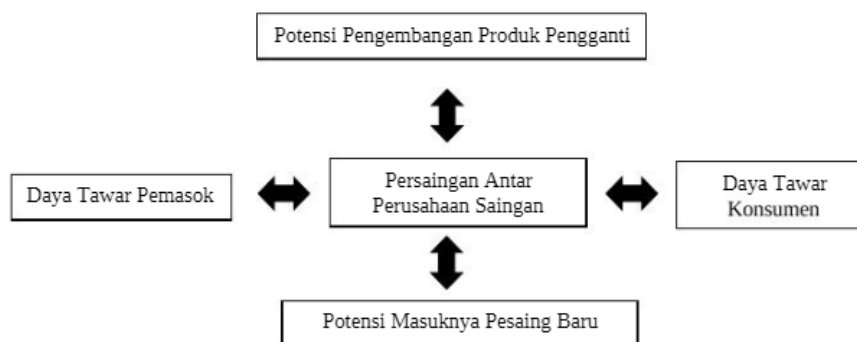 Potensi Pengembangan Produk Pengganti
Daya Tawar Pemasok
Persaingan Antar
Perusahaan Saingan
Daya Tawar
Konsumen
Potensi Masuknya Pesaing Baru